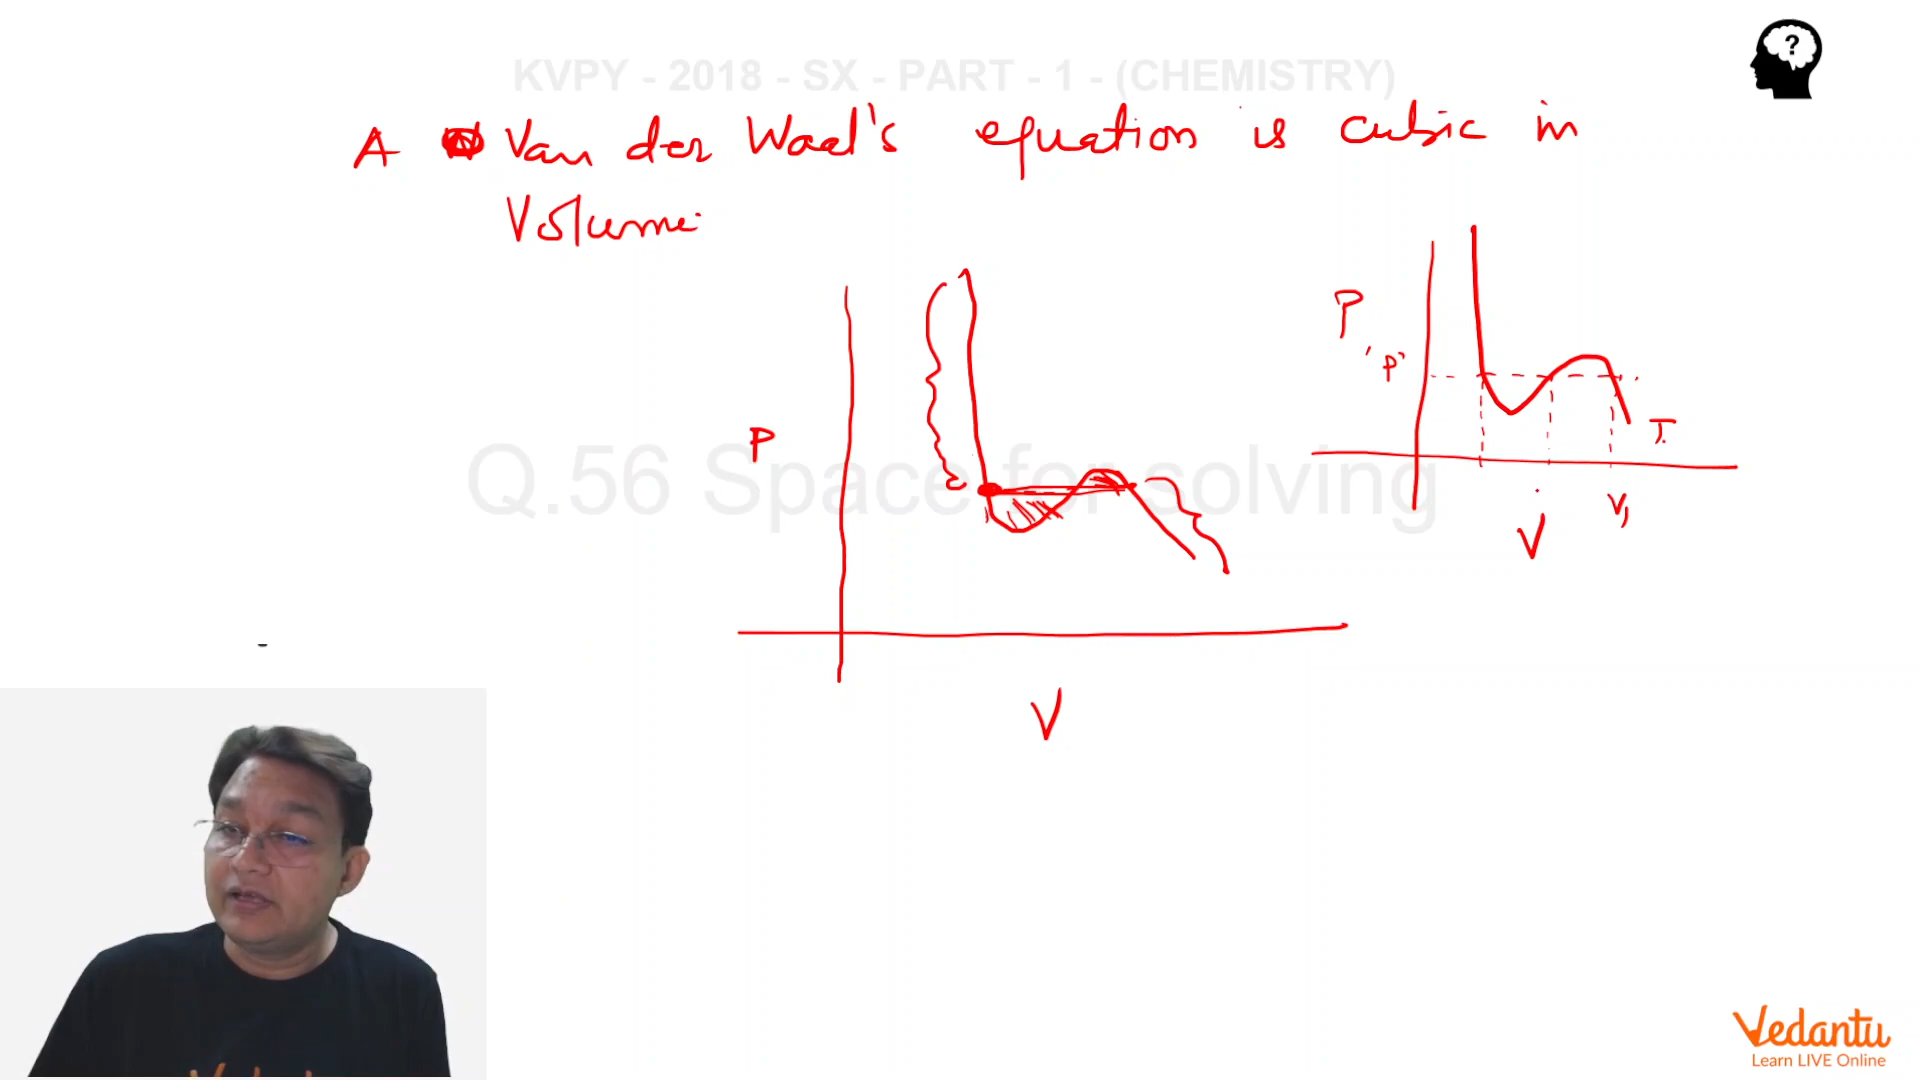 KVPY - 2018 - SX - PART - 1 - (CHEMISTRY)
?
A Van der Waal's equation is cubic in
Volume
P
'P'
T
V₁
V
P
Q.56 Space for solving
V
Vedantu
Learn LIVE Online